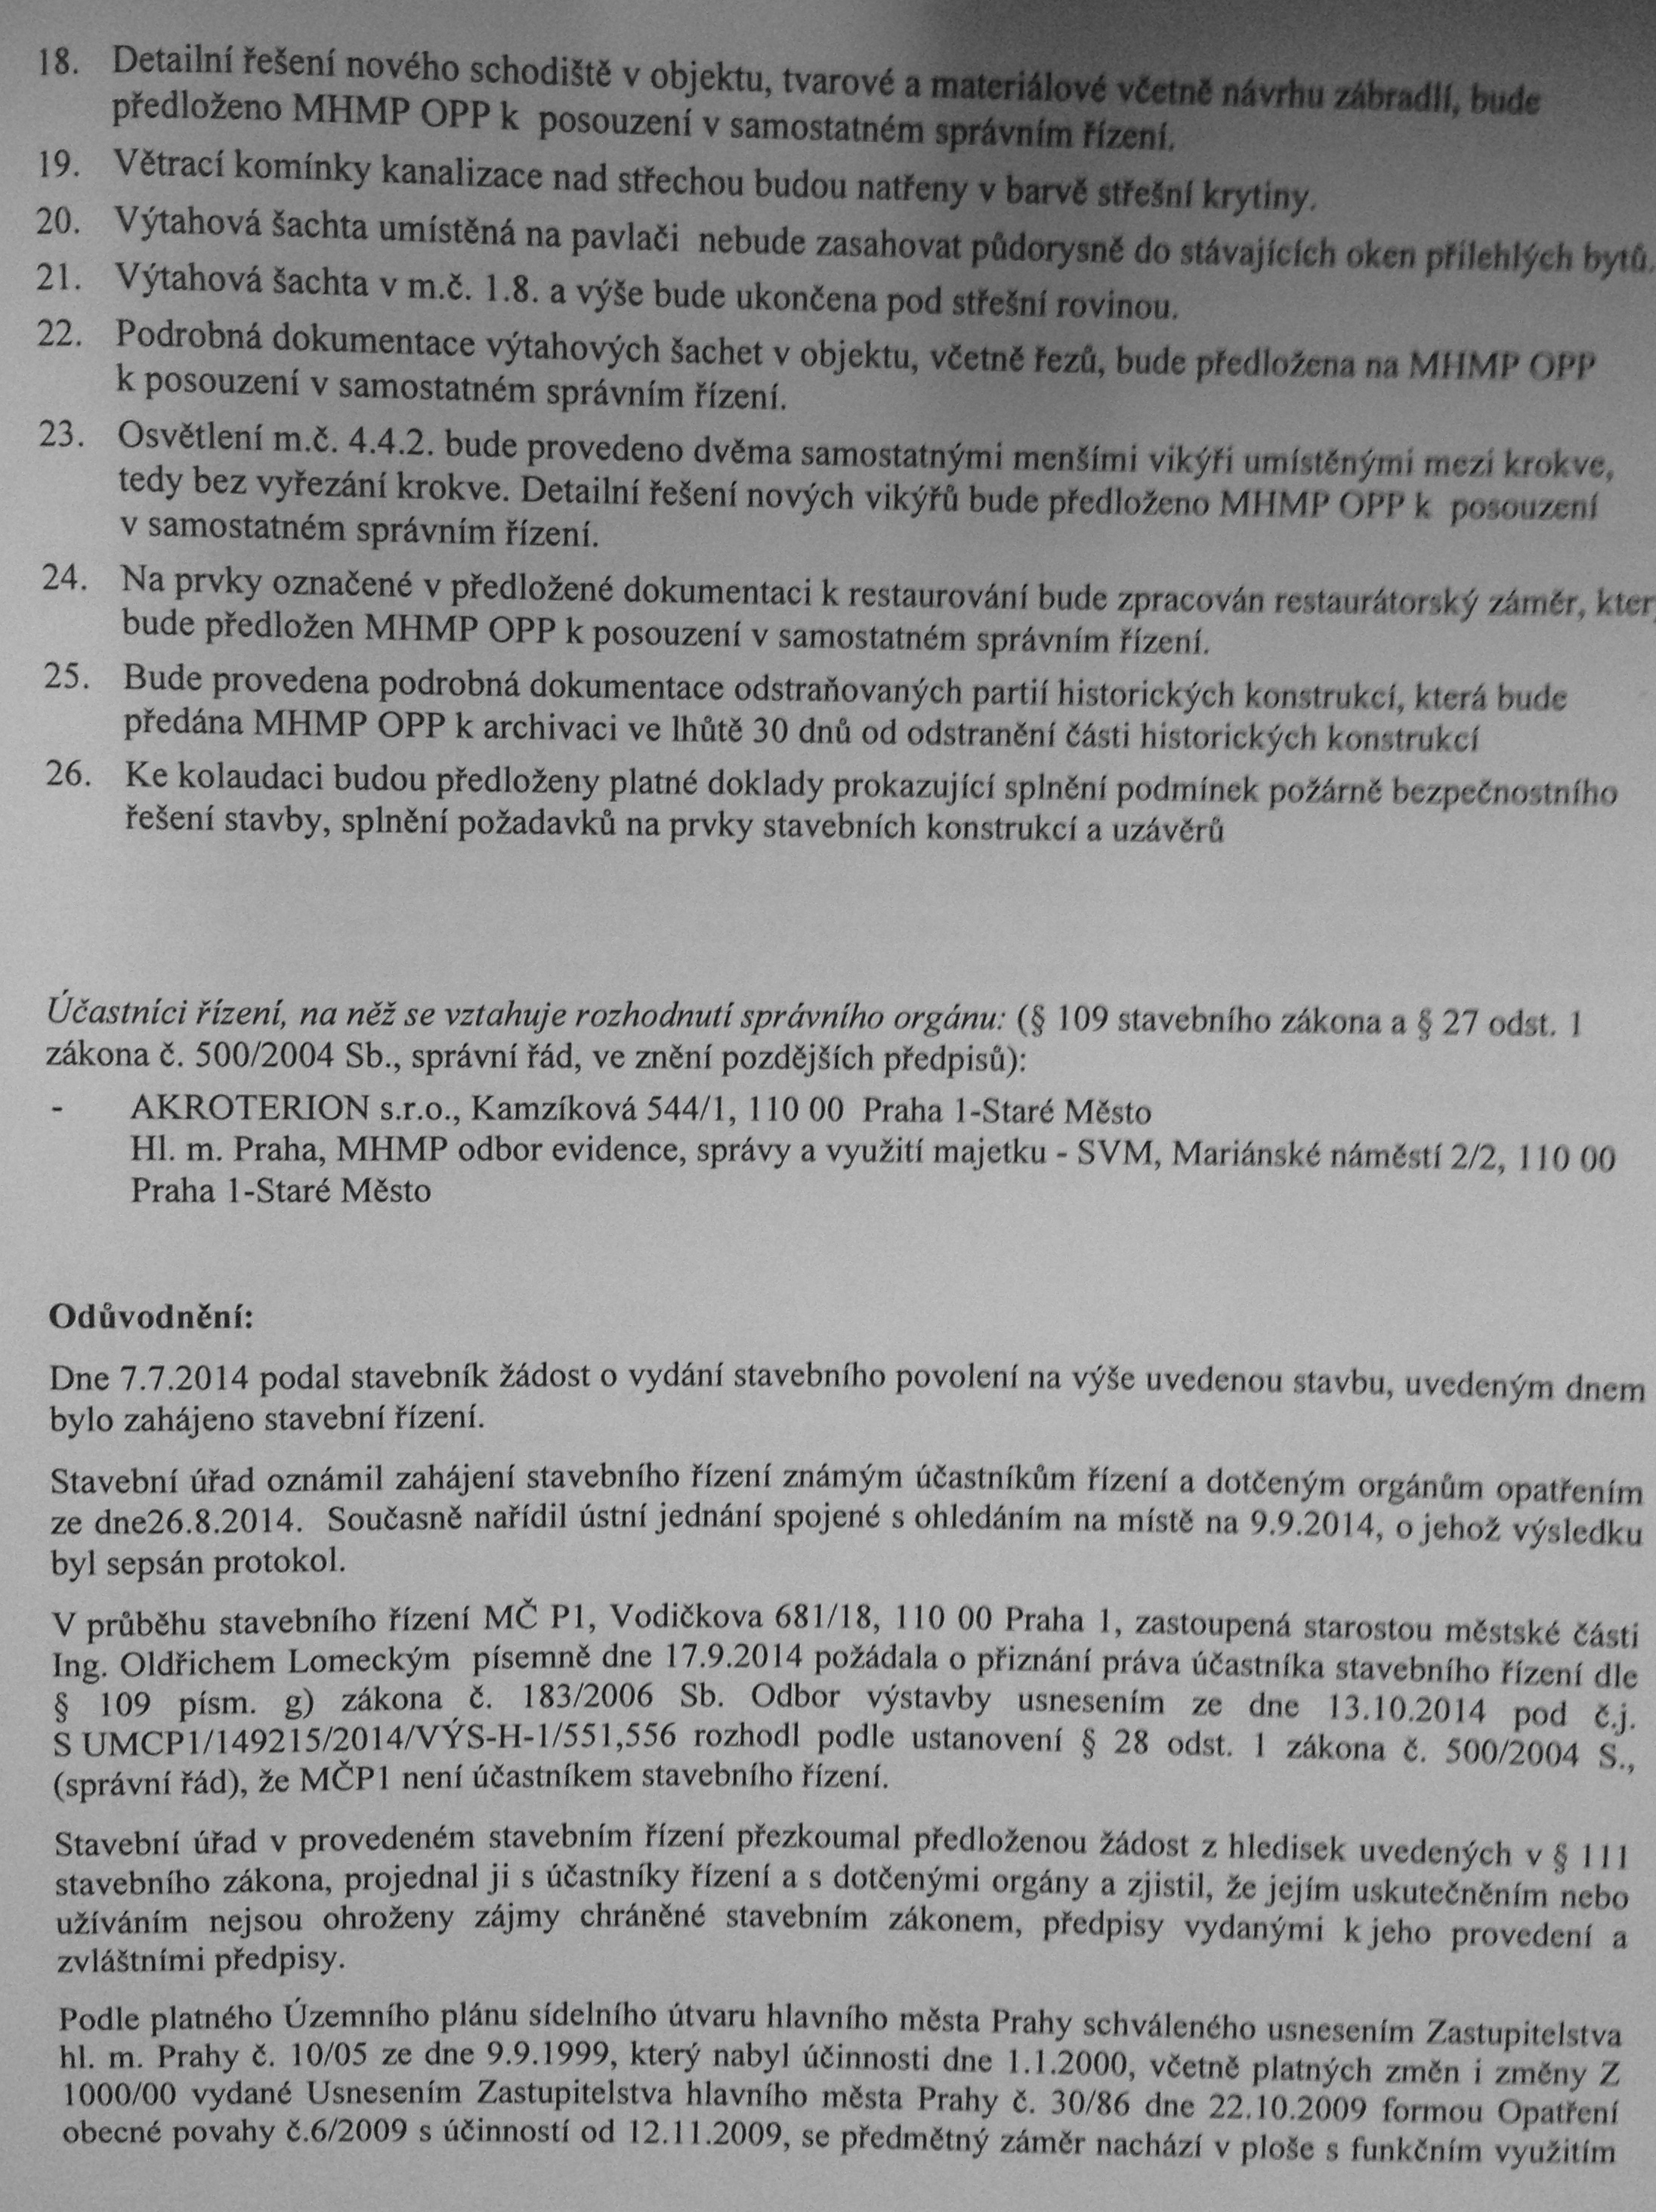 18. Detailní řešení nového schodiště v objektu, tvarové a materiálové včetně návrhu zábradlí, bude
předloženo MHMP OPP k posouzení v samostatném správním řízení.
19. Větrací komínky kanalizace nad střechou budou natřeny v barvě střešní krytiny.
20. Výtahová šachta umístěná na pavlači nebude zasahovat půdorysně do stávajících oken přilehlých bytů.
21. Výtahová šachta v m.č. 1.8. a výše bude ukončena pod střešní rovinou.
22. Podrobná dokumentace výtahových šachet v objektu, včetně řezů, bude předložena na MHMP OPP
k posouzení v samostatném správním řízení.
23. Osvětlení m.č. 4.4.2. bude provedeno dvěma samostatnými menšími vikýři umístěnými mezi krokve,
tedy bez vyřezání krokve. Detailní řešení nových vikýřů bude předloženo MHMP OPP k posouzení
v samostatném správním řízení.
24. Na prvky označené v předložené dokumentaci k restaurování bude zpracován restaurátorský záměr, kter
bude předložen MHMP OPP k posouzení v samostatném správním řízení.
25. Bude provedena podrobná dokumentace odstraňovaných partií historických konstrukcí, která bude
předána MHMP OPP k archivaci ve lhůtě 30 dnů od odstranění části historických konstrukcí
26. Ke kolaudaci budou předloženy platné doklady prokazující splnění podmínek požárně bezpečnostního
řešení stavby, splnění požadavků na prvky stavebních konstrukcí a uzávěrů
Účastníci řízení, na něž se vztahuje rozhodnutí správního orgánu: (§ 109 stavebního zákona a § 27 odst. 1
zákona č. 500/2004 Sb., správní řád, ve znění pozdějších předpisů):
- AKROTERION s.r.o., Kamzíková 544/1, 110 00 Praha 1-Staré Město
Hl. m. Praha, MHMP odbor evidence, správy a využití majetku - SVM, Mariánské náměstí 2/2, 110 00
Praha 1-Staré Město
Odůvodnění:
Dne 7.7.2014 podal stavebník žádost o vydání stavebního povolení na výše uvedenou stavbu, uvedeným dnem
bylo zahájeno stavební řízení.
Stavební úřad oznámil zahájení stavebního řízení známým účastníkům řízení a dotčeným orgánům opatřením
ze dne26.8.2014. Současně nařídil ústní jednání spojené s ohledáním na místě na 9.9.2014, o jehož výsledku
byl sepsán protokol.
V průběhu stavebního řízení MČ P1, Vodičkova 681/18, 110 00 Praha 1, zastoupená starostou městské části
Ing. Oldřichem Lomeckým písemně dne 17.9.2014 požádala o přiznání práva účastníka stavebního řízení dle
§ 109 písm. g) zákona č. 183/2006 Sb. Odbor výstavby usnesením ze dne 13.10.2014 pod č.j.
S UMCP1/149215/2014/VÝS-H-1/551,556 rozhodl podle ustanovení § 28 odst. 1 zákona č. 500/2004 S.,
(správní řád), že MČP1 není účastníkem stavebního řízení.
Stavební úřad v provedeném stavebním řízení přezkoumal předloženou žádost z hledisek uvedených v § 111
stavebního zákona, projednal ji s účastníky řízení a s dotčenými orgány a zjistil, že jejím uskutečněním nebo
užíváním nejsou ohroženy zájmy chráněné stavebním zákonem, předpisy vydanými k jeho provedení a
zvláštními předpisy.
Podle platného Územního plánu sídelního útvaru hlavního města Prahy schváleného usnesením Zastupitelstva
hl. m. Prahy č. 10/05 ze dne 9.9.1999, který nabyl účinnosti dne 1.1.2000, včetně platných změn i změny Z
1000/00 vydané Usnesením Zastupitelstva hlavního města Prahy č. 30/86 dne 22.10.2009 formou Opatření
obecné povahy č.6/2009 s účinností od 12.11.2009, se předmětný záměr nachází v ploše s funkčním využitím